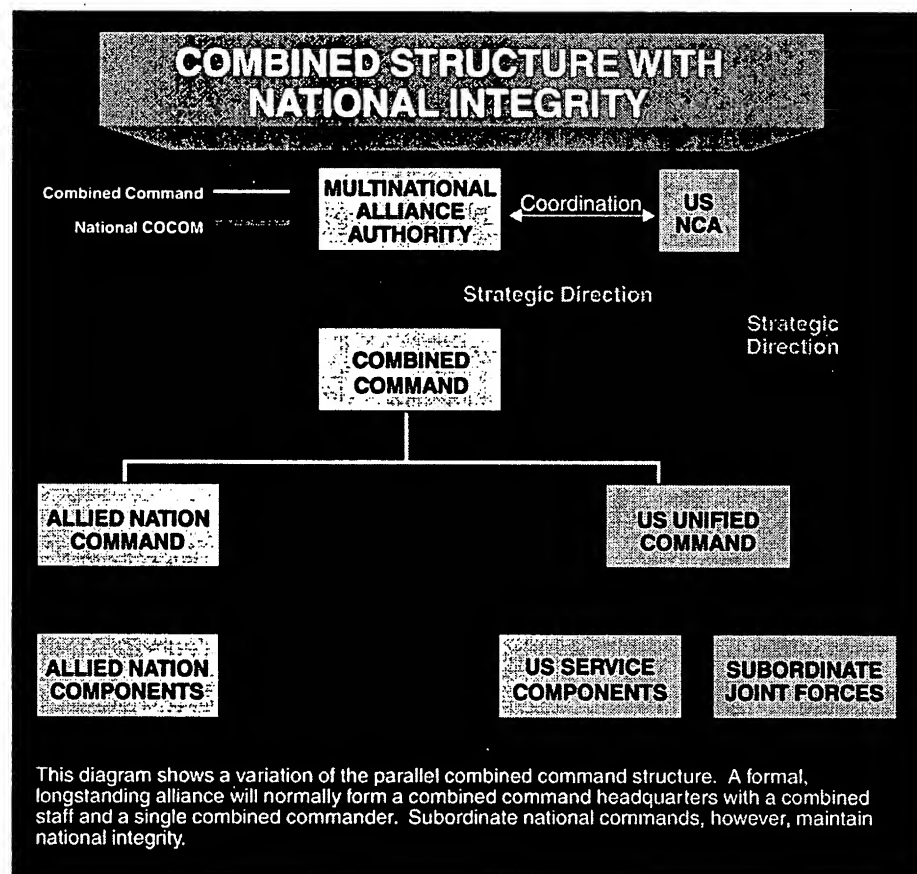 COMBINED STRUCTURE WITH
NATIONAL INTEGRITY
Combined Command
National COCOM
MULTINATIONAL
ALLIANCE
AUTHORITY
Coordination
US
NCA
Strategic Direction
Strategic
Direction
COMBINED
COMMAND
ALLIED NATION
COMMAND
US UNIFIED
COMMAND
ALLIED NATION
COMPONENTS
US SERVICE
COMPONENTS
SUBORDINATE
JOINT FORCES
This diagram shows a variation of the parallel combined command structure. A formal,
longstanding alliance will normally form a combined command headquarters with a combined
staff and a single combined commander. Subordinate national commands, however, maintain
national integrity.